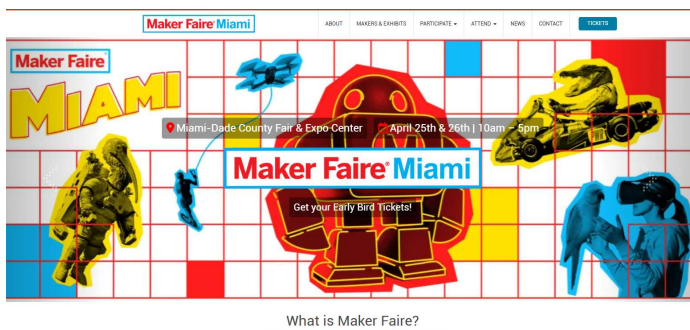 Maker Faire® Miami
ABOUT
MAKERS & EXHIBITS
PARTICIPATE
ATTEND
NEWS
CONTACT
TICKETS
Maker Faire®
MIAMI
Miami-Dade County Fair & Expo Center
April 25th & 26th | 10am – 5pm
Maker Faire® Miami
Get your Early Bird Tickets!
What is Maker Faire?